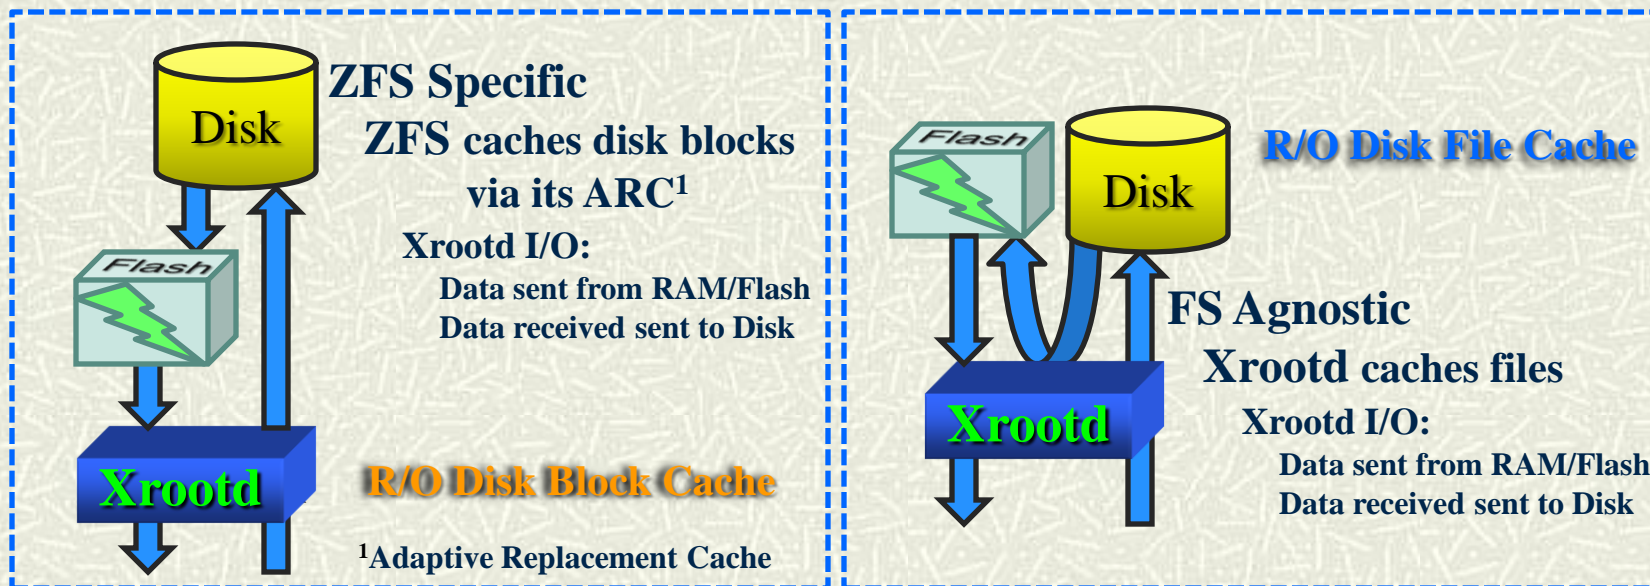 Disk
ZFS Specific
ZFS caches disk blocks
via its ARC¹
Xrootd I/O:
Data sent from RAM/Flash
Data received sent to Disk
Flash
Xrootd
R/O Disk Block Cache
¹Adaptive Replacement Cache
Flash
Disk
R/O Disk File Cache
FS Agnostic
Xrootd caches files
Xrootd
Xrootd I/O:
Data sent from RAM/Flash
Data received sent to Disk